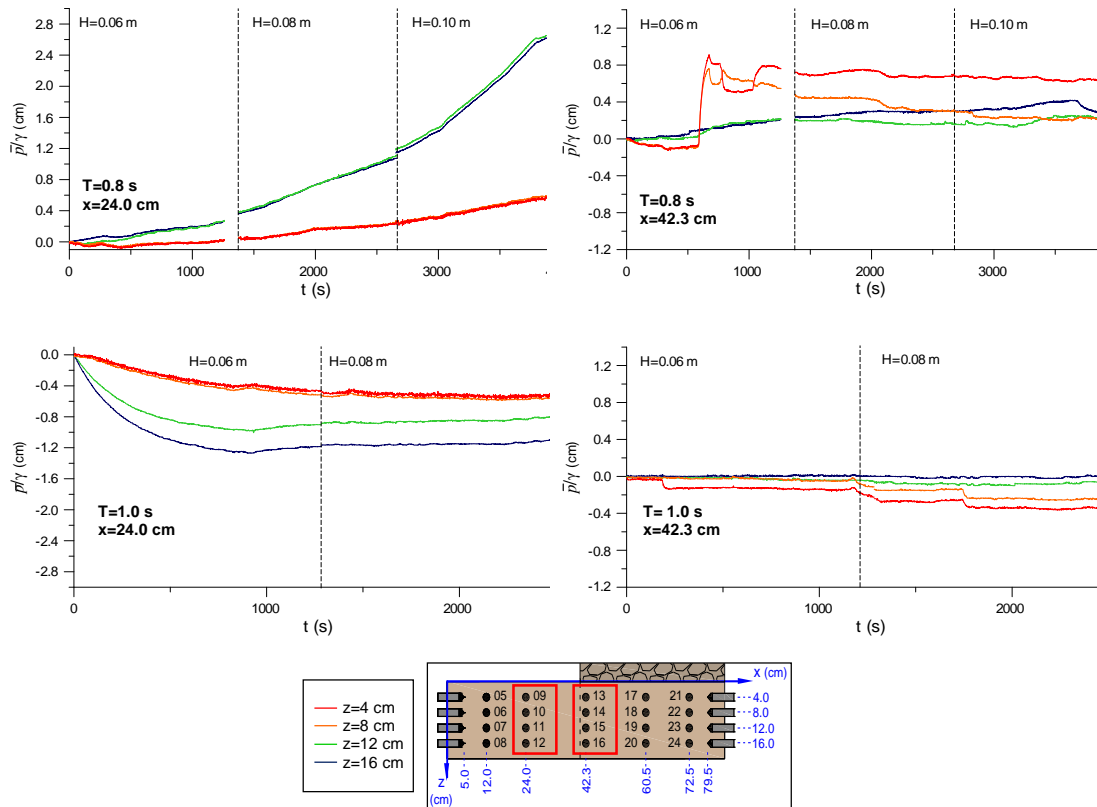 H=0.06 m
H=0.08 m
H=0.10 m
2.8
2.4
2.0
1.6
1.2
0.8
0.4
0.0
p̅/γ (cm)
T=0.8 s
x=24.0 cm
0 1000 2000 3000
t (s)
H=0.06 m
H=0.08 m
H=0.10 m
1.2
0.8
0.4
0.0
-0.4
-0.8
-1.2
p̅/γ (cm)
T=0.8 s
x=42.3 cm
0 1000 2000 3000
t (s)
H=0.06 m
H=0.08 m
0.0
-0.4
-0.8
-1.2
-1.6
-2.0
-2.4
-2.8
p̅/γ (cm)
T=1.0 s
x=24.0 cm
0 1000 2000
t (s)
H=0.06 m
H=0.08 m
1.2
0.8
0.4
0.0
-0.4
-0.8
-1.2
p̅/γ (cm)
T= 1.0 s
x=42.3 cm
0 1000 2000
t (s)
z=4 cm
z=8 cm
z=12 cm
z=16 cm
x (cm)
05 09 13 17 21 4.0
06 10 14 18 22 8.0
07 11 15 19 23 12.0
08 12 16 20 24 16.0
z
(cm)
5.0 12.0 24.0 42.3 60.5 72.5 79.5